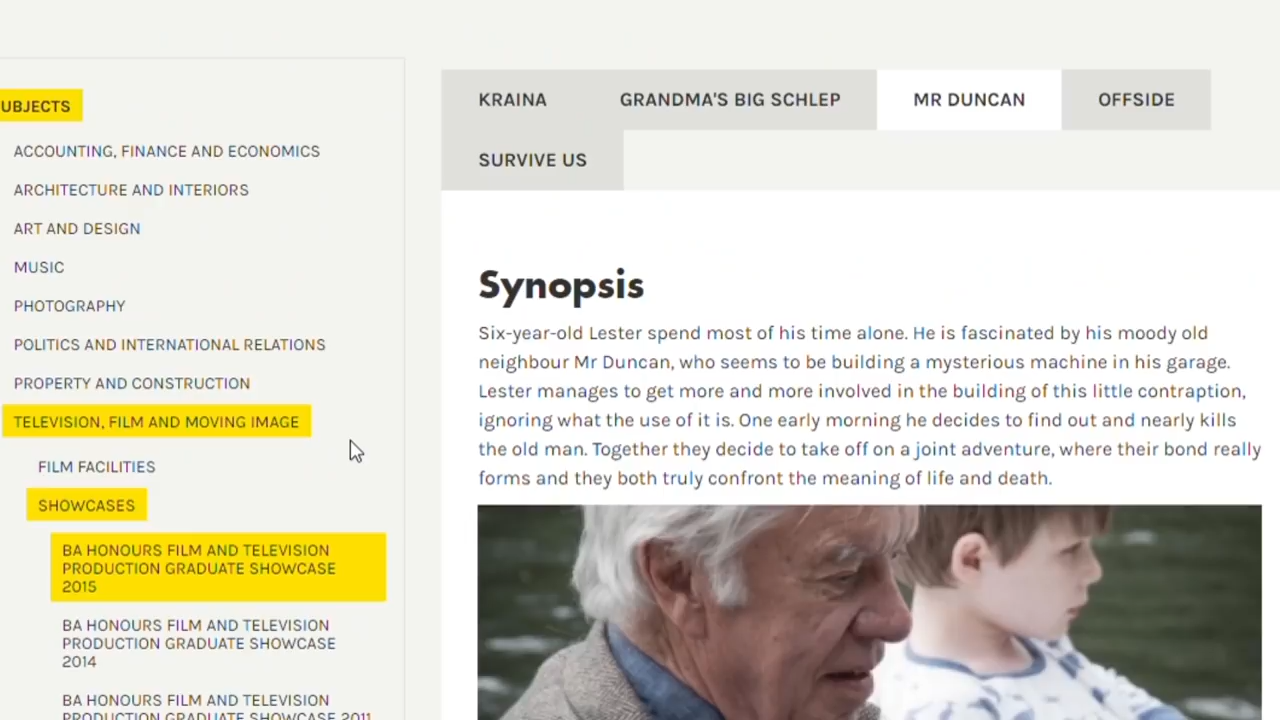 UBJECTS
ACCOUNTING, FINANCE AND ECONOMICS
ARCHITECTURE AND INTERIORS
ART AND DESIGN
MUSIC
PHOTOGRAPHY
POLITICS AND INTERNATIONAL RELATIONS
PROPERTY AND CONSTRUCTION
TELEVISION, FILM AND MOVING IMAGE
FILM FACILITIES
SHOWCASES
BA HONOURS FILM AND TELEVISION
PRODUCTION GRADUATE SHOWCASE
2015
BA HONOURS FILM AND TELEVISION
PRODUCTION GRADUATE SHOWCASE
2014
BA HONOURS FILM AND TELEVISION
PRODUCTION GRADUATE SHOWCASE 2011
KRAINA GRANDMA'S BIG SCHLEP MR DUNCAN OFFSIDE
SURVIVE US
Synopsis
Six-year-old Lester spend most of his time alone. He is fascinated by his moody old
neighbour Mr Duncan, who seems to be building a mysterious machine in his garage.
Lester manages to get more and more involved in the building of this little contraption,
ignoring what the use of it is. One early morning he decides to find out and nearly kills
the old man. Together they decide to take off on a joint adventure, where their bond really
forms and they both truly confront the meaning of life and death.